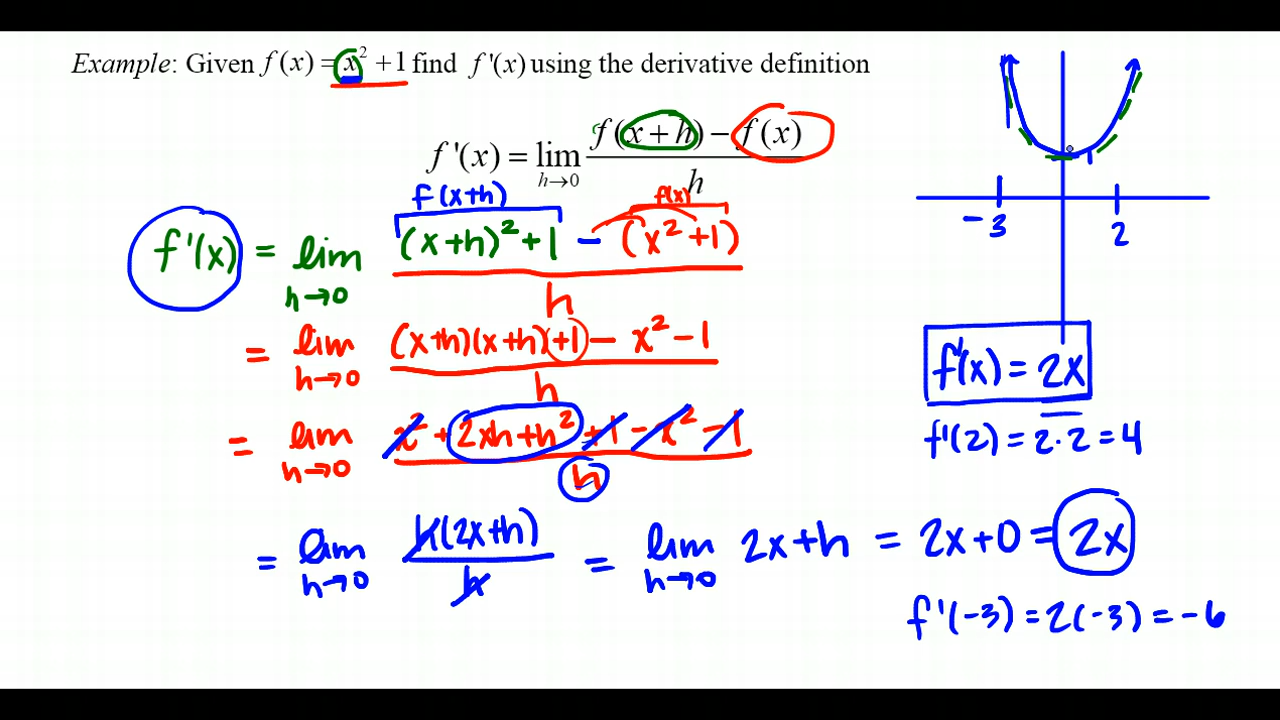 Example: Given f(x) = x² + 1 find f '(x) using the derivative definition
f '(x) = lim h→0 f(x + h) − f(x) / h
f(x+h) f(x)
f'(x) = lim h→0 (x+h)² + 1 − (x² + 1) / h
= lim h→0 (x+h)(x+h) + 1 − x² − 1 / h
= lim h→0 x² + 2xh + h² + 1 − x² − 1 / h
= lim h→0 h(2x+h) / h = lim h→0 2x+h = 2x+0 = 2x
1
−3 2
f'(x) = 2x
f'(2) = 2·2 = 4
f'(−3) = 2(−3) = −6